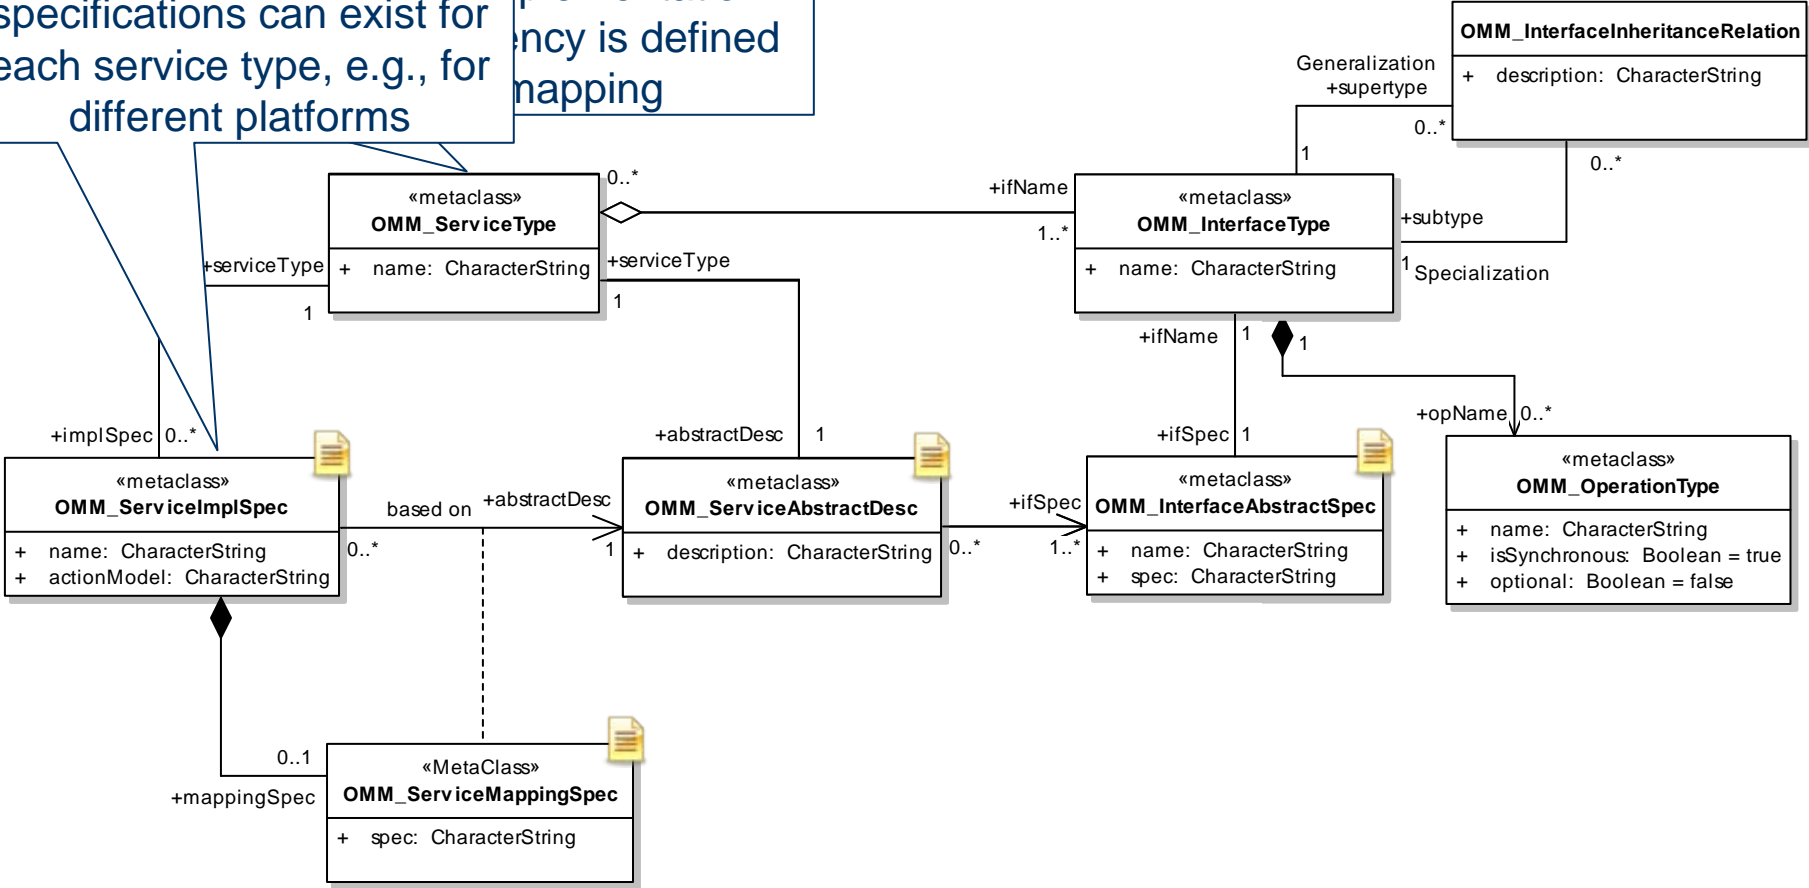 specifications can exist for
each service type, e.g., for
different platforms
is defined
mapping
OMM_InterfaceInheritanceRelation
+ description: CharacterString
Generalization
+supertype
0..*
1
0..*
«metaclass»
OMM_ServiceType
+ name: CharacterString
0..*
+ifName
1..*
«metaclass»
OMM_InterfaceType
+ name: CharacterString
+subtype
1
Specialization
+serviceType
1
+serviceType
1
+ifName
1
1
+implSpec
0..*
+abstractDesc
1
+ifSpec
1
+opName
0..*
«metaclass»
OMM_ServiceImplSpec
+ name: CharacterString
+ actionModel: CharacterString
based on
+abstractDesc
0..*
1
«metaclass»
OMM_ServiceAbstractDesc
+ description: CharacterString
+ifSpec
0..*
1..*
«metaclass»
OMM_InterfaceAbstractSpec
+ name: CharacterString
+ spec: CharacterString
«metaclass»
OMM_OperationType
+ name: CharacterString
+ isSynchronous: Boolean = true
+ optional: Boolean = false
0..1
+mappingSpec
«MetaClass»
OMM_ServiceMappingSpec
+ spec: CharacterString